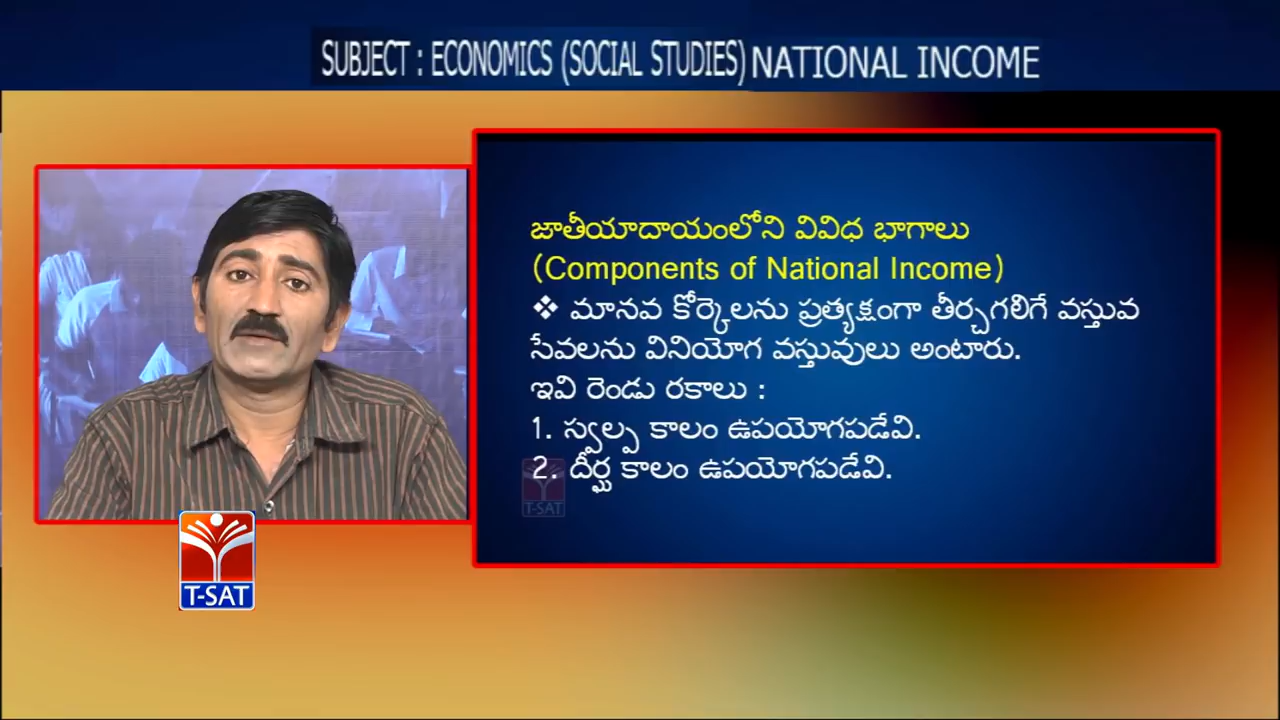 SUBJECT : ECONOMICS (SOCIAL STUDIES) NATIONAL INCOME
జాతీయాదాయంలోని వివిధ భాగాలు
(Components of National Income)
❖ మానవ కోర్కెలను ప్రత్యక్షంగా తీర్చగలిగే వస్తువ
సేవలను వినియోగ వస్తువులు అంటారు.
ఇవి రెండు రకాలు :
1. స్వల్ప కాలం ఉపయోగపడేవి.
2. దీర్ఘ కాలం ఉపయోగపడేవి.
T-SAT
T-SAT